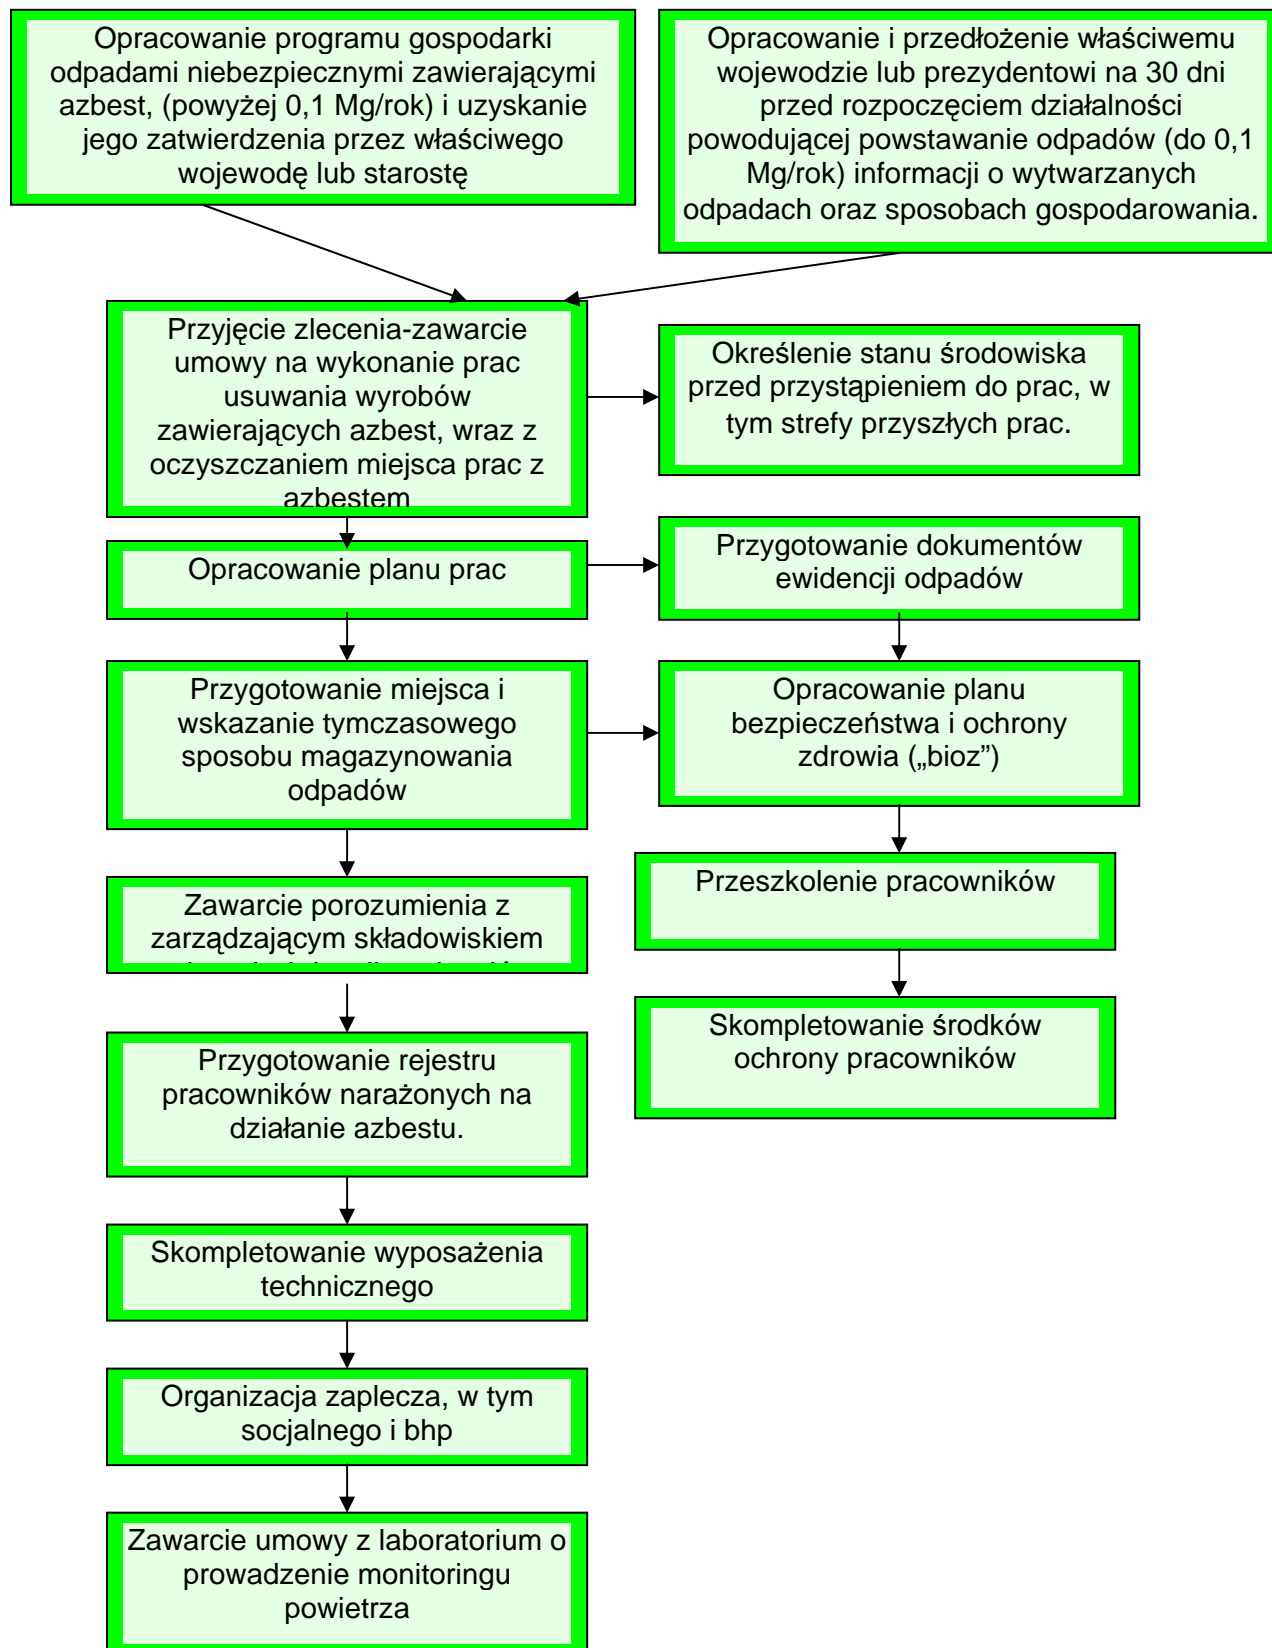 Opracowanie programu gospodarki
odpadami niebezpiecznymi zawierającymi
azbest, (powyżej 0,1 Mg/rok) i uzyskanie
jego zatwierdzenia przez właściwego
wojewodę lub starostę
Opracowanie i przedłożenie właściwemu
wojewodzie lub prezydentowi na 30 dni
przed rozpoczęciem działalności
powodującej powstawanie odpadów (do 0,1
Mg/rok) informacji o wytwarzanych
odpadach oraz sposobach gospodarowania.
Przyjęcie zlecenia-zawarcie
umowy na wykonanie prac
usuwania wyrobów
zawierających azbest, wraz z
oczyszczaniem miejsca prac z
azbestem
Określenie stanu środowiska
przed przystąpieniem do prac, w
tym strefy przyszłych prac.
Opracowanie planu prac
Przygotowanie dokumentów
ewidencji odpadów
Przygotowanie miejsca i
wskazanie tymczasowego
sposobu magazynowania
odpadów
Opracowanie planu
bezpieczeństwa i ochrony
zdrowia („bioz”)
Zawarcie porozumienia z
zarządzającym składowiskiem
Przeszkolenie pracowników
Przygotowanie rejestru
pracowników narażonych na
działanie azbestu.
Skompletowanie środków
ochrony pracowników
Skompletowanie wyposażenia
technicznego
Organizacja zaplecza, w tym
socjalnego i bhp
Zawarcie umowy z laboratorium o
prowadzenie monitoringu
powietrza